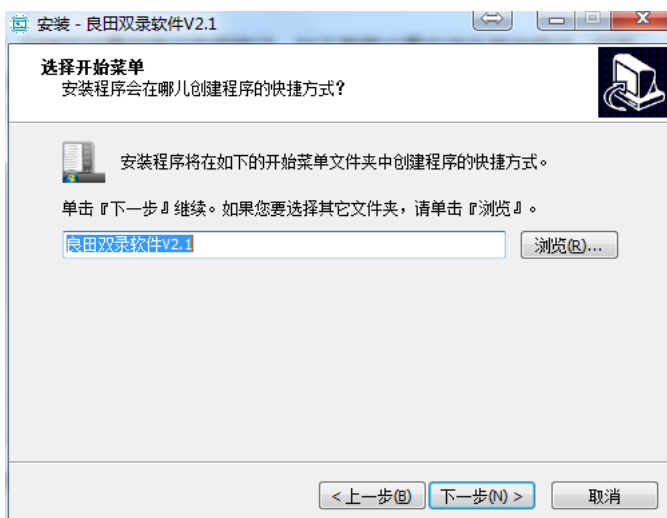 安装 - 良田双录软件V2.1
选择开始菜单
安装程序会在哪儿创建程序的快捷方式?
安装程序将在如下的开始菜单文件夹中创建程序的快捷方式。
单击『下一步』继续。如果您要选择其它文件夹，请单击『浏览』。
良田双录软件V2.1
浏览(R)...
<上一步(B)
下一步(N) >
取消